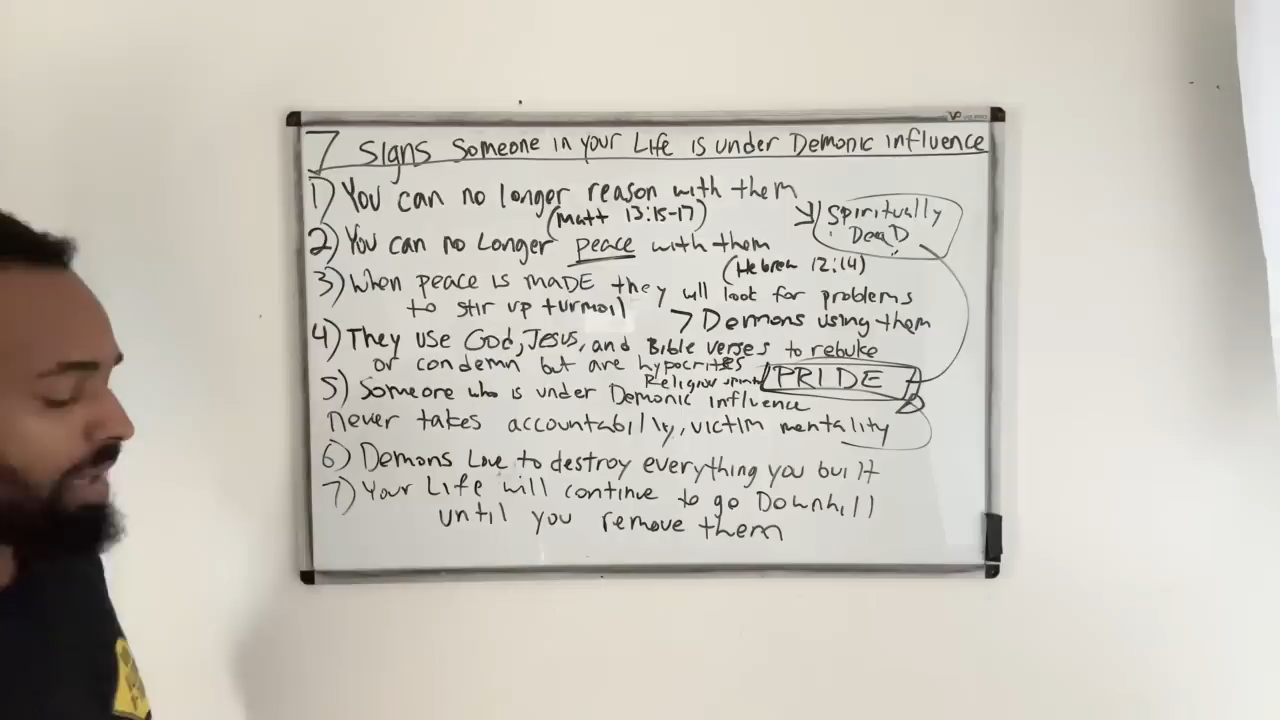 7 Signs Someone in your Life is under Demonic influence
1) You can no longer reason with them
(Matt 13:15-17)
Spiritually
Dead
2) You can no Longer peace with them
(Hebrew 12:14)
3) When peace is made they will look for problems
to stir up turmoil
> Demons using them
4) They use God, Jesus, and Bible verses to rebuke
or condemn but are hypocrites
Religious spirit
PRIDE
5) Someone who is under Demonic influence
Never takes accountability, victim mentality
6) Demons Love to destroy everything you built
7) Your Life will continue to go Downhill
until you remove them